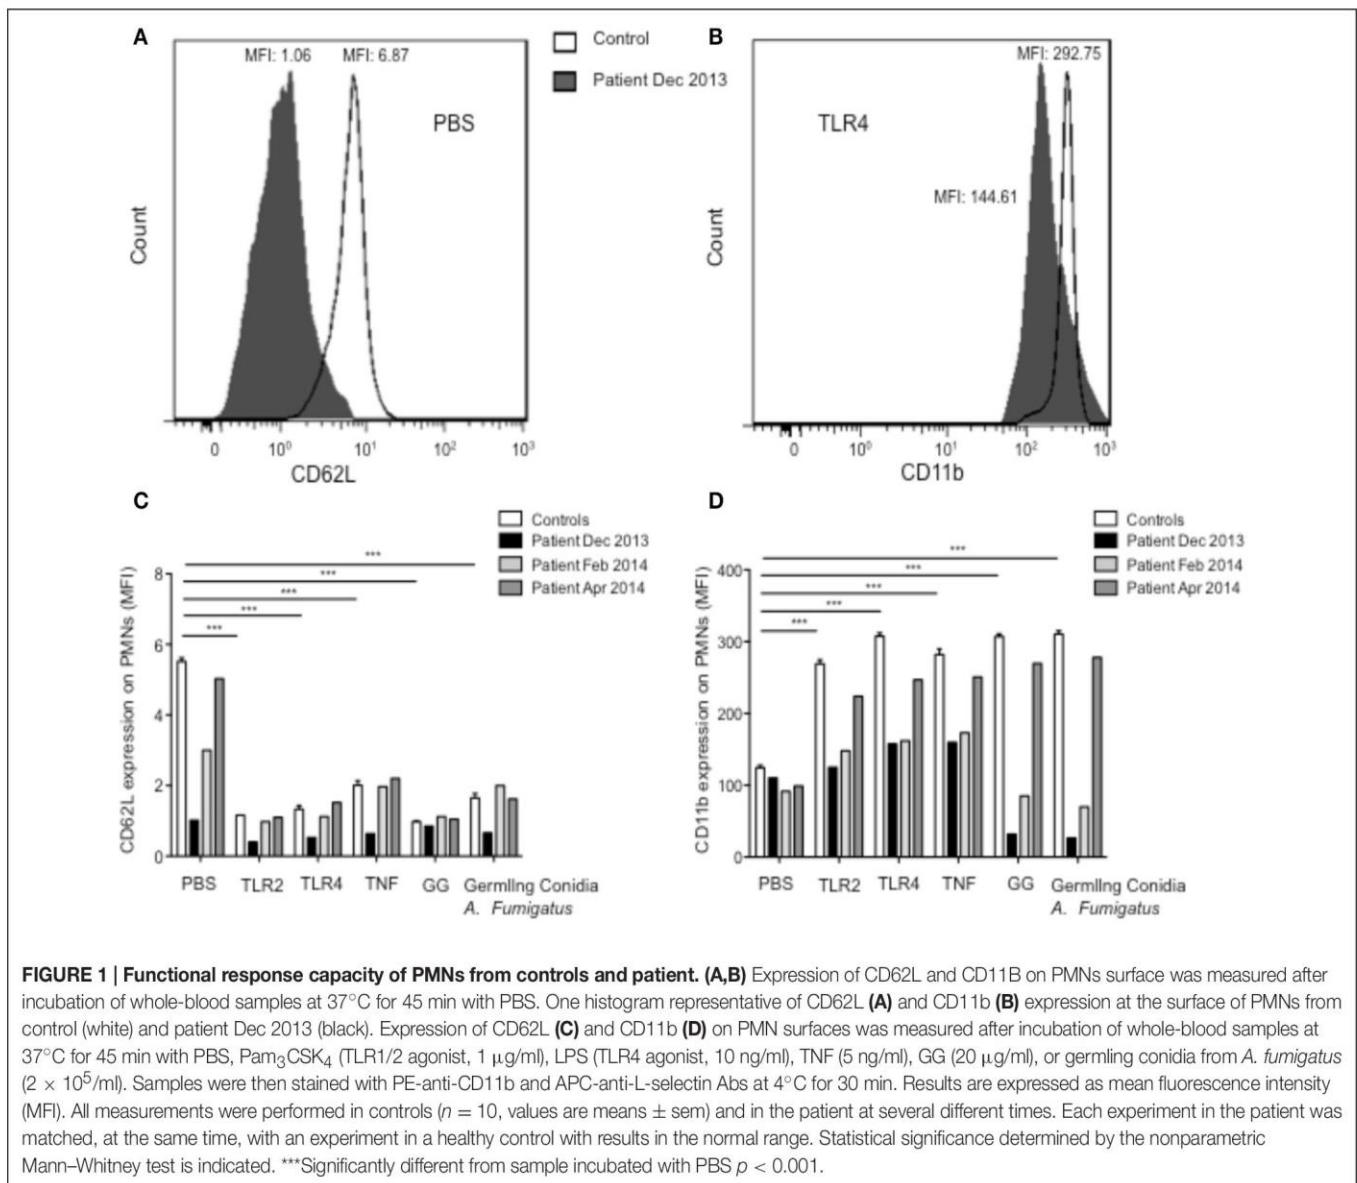 A
MFI: 1.06
MFI: 6.87
PBS
Count
0
10⁰
10¹
10²
10³
CD62L
Control
Patient Dec 2013
B
MFI: 292.75
TLR4
MFI: 144.61
Count
0
10⁰
10¹
10²
10³
CD11b
C
Controls
Patient Dec 2013
Patient Feb 2014
Patient Apr 2014
***
***
***
***
***
CD62L expression on PMNs (MFI)
8
6
4
2
0
PBS
TLR2
TLR4
TNF
GG
GermlIng Conidia
A. Fumigatus
D
Controls
Patient Dec 2013
Patient Feb 2014
Patient Apr 2014
***
***
***
***
***
CD11b expression on PMNs (MFI)
400
300
200
100
0
PBS
TLR2
TLR4
TNF
GG
GermlIng Conidia
A. Fumigatus
FIGURE 1 | Functional response capacity of PMNs from controls and patient. (A,B) Expression of CD62L and CD11B on PMNs surface was measured after
incubation of whole-blood samples at 37°C for 45 min with PBS. One histogram representative of CD62L (A) and CD11b (B) expression at the surface of PMNs from
control (white) and patient Dec 2013 (black). Expression of CD62L (C) and CD11b (D) on PMN surfaces was measured after incubation of whole-blood samples at
37°C for 45 min with PBS, Pam₃CSK₄ (TLR1/2 agonist, 1 μg/ml), LPS (TLR4 agonist, 10 ng/ml), TNF (5 ng/ml), GG (20 μg/ml), or germling conidia from A. fumigatus
(2 × 10⁵/ml). Samples were then stained with PE-anti-CD11b and APC-anti-L-selectin Abs at 4°C for 30 min. Results are expressed as mean fluorescence intensity
(MFI). All measurements were performed in controls (n = 10, values are means ± sem) and in the patient at several different times. Each experiment in the patient was
matched, at the same time, with an experiment in a healthy control with results in the normal range. Statistical significance determined by the nonparametric
Mann–Whitney test is indicated. ***Significantly different from sample incubated with PBS p < 0.001.